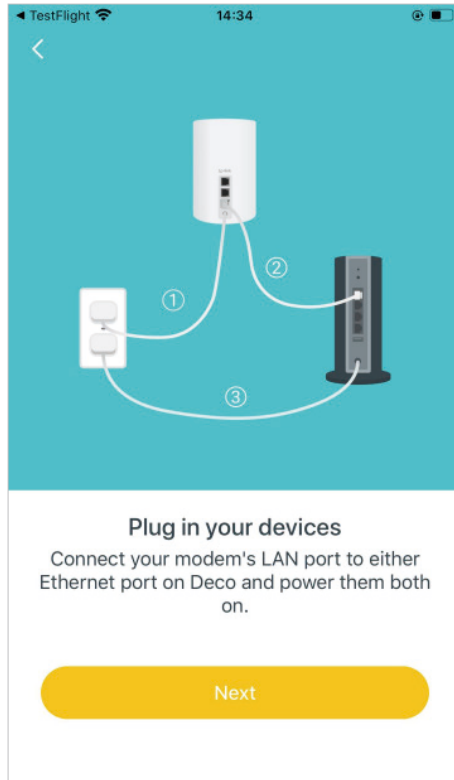 TestFlight 14:34
②
①
③
Plug in your devices
Connect your modem's LAN port to either
Ethernet port on Deco and power them both
on.
Next